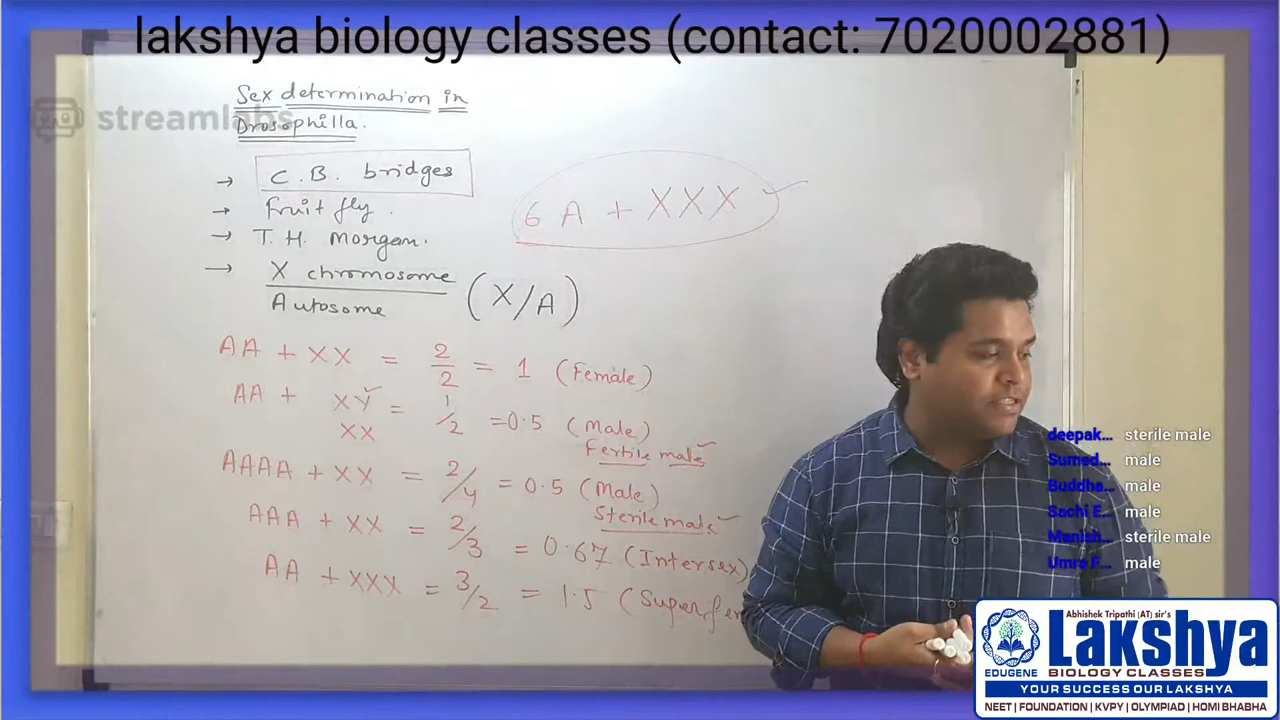 lakshya biology classes (contact: 7020002881)
streamlabs
Sex determination in
Drosophilla.
→ C.B. bridges
→ Fruit fly.
→ T. H. Morgan.
→ X chromosome
Autosome
(X/A)
6 A + XXX ✓
AA + XX = 2/2 = 1 (Female)
AA + XY = 1/2 = 0.5 (Male)
XX
Fertile male
AAAA + XX = 2/4 = 0.5 (Male)
Sterile male
AAA + XX = 2/3 = 0.67 (Intersex)
AA + XXX = 3/2 = 1.5 (Superfem
deepak... sterile male
Sumed... male
Buddha... male
Sachi E... male
Manish... sterile male
Umra F... male
Abhishek Tripathi (AT) sir's
Lakshya
EDUGENE BIOLOGY CLASSES
YOUR SUCCESS OUR LAKSHYA
NEET | FOUNDATION | KVPY | OLYMPIAD | HOMI BHABHA